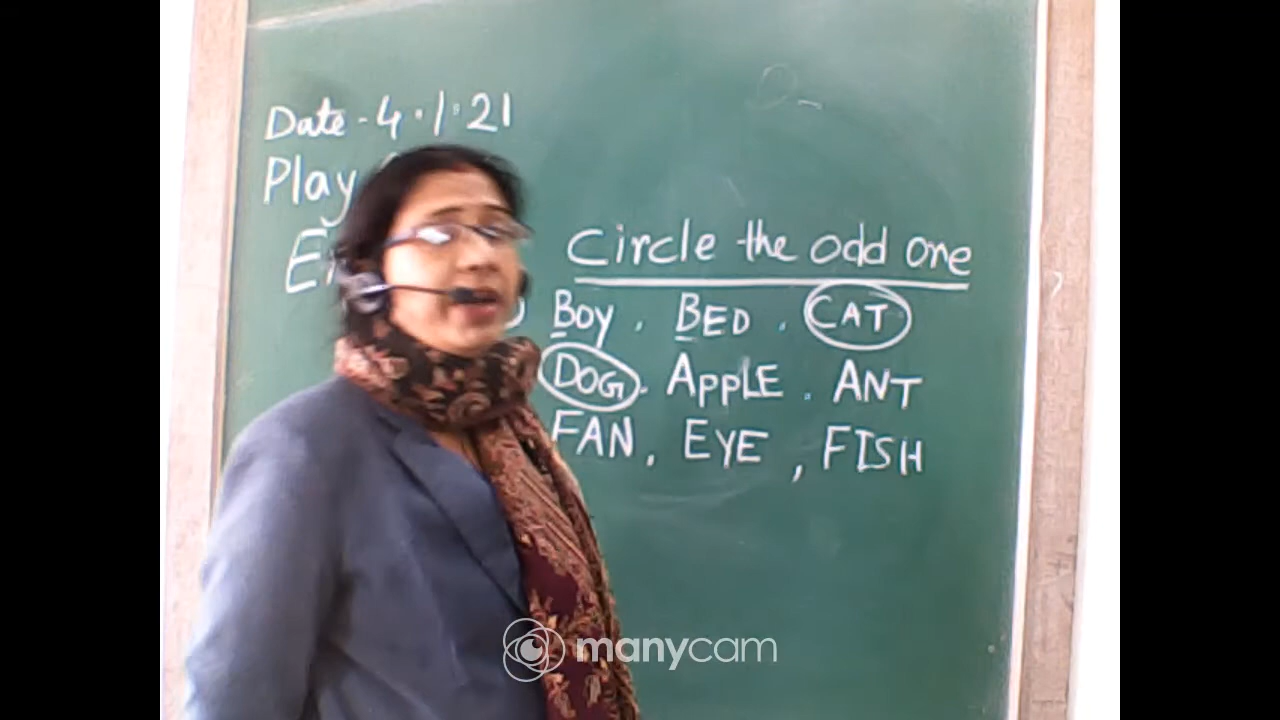 Date - 4.1.21
Play
Circle the odd one
Boy . BED . CAT
DOG . APPLE . ANT
FAN , EYE , FISH
manycam